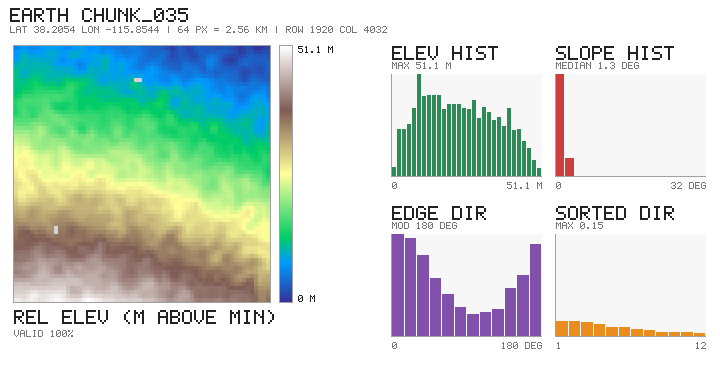 EARTH CHUNK_035
LAT 38.2054 LON -115.8544 | 64 PX = 2.56 KM | ROW 1920 COL 4032
51.1 M
0 M
REL ELEV (M ABOVE MIN)
VALID 100%
ELEV HIST
MAX 51.1 M
0 51.1 M
SLOPE HIST
MEDIAN 1.3 DEG
0 32 DEG
EDGE DIR
MOD 180 DEG
0 180 DEG
SORTED DIR
MAX 0.15
1 12